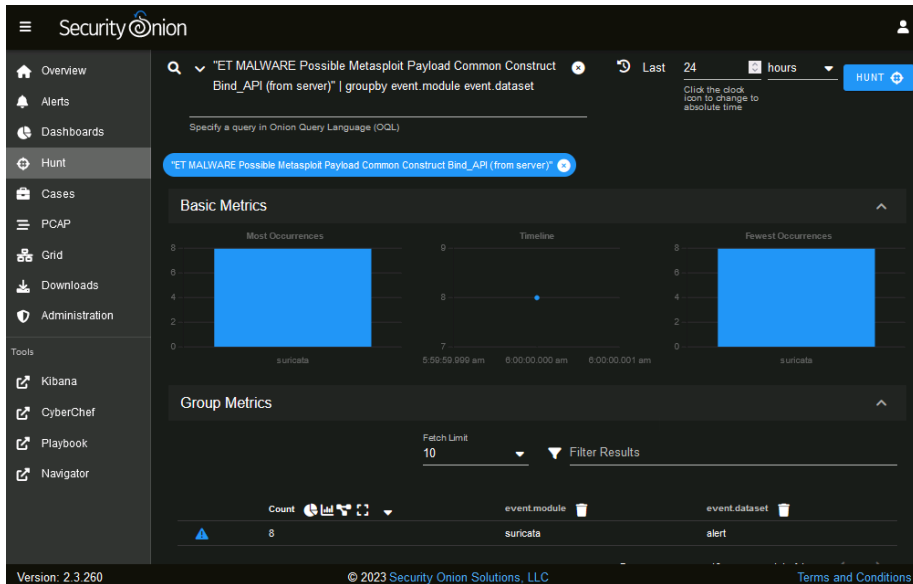 Security Onion
Overview
Alerts
Dashboards
Hunt
Cases
PCAP
Grid
Downloads
Administration
Tools
Kibana
CyberChef
Playbook
Navigator
"ET MALWARE Possible Metasploit Payload Common Construct
Bind_API (from server)" | groupby event.module event.dataset
Specify a query in Onion Query Language (OQL)
Last 24 hours
Click the clock
icon to change to
absolute time
HUNT
"ET MALWARE Possible Metasploit Payload Common Construct Bind_API (from server)"
Basic Metrics
Most Occurrences
8
6
4
2
0
suricata
Timeline
9
8
7
5:59:59.999 am 6:00:00.000 am 6:00:00.001 am
Fewest Occurrences
8
6
4
2
0
suricata
Group Metrics
Fetch Limit
10
Filter Results
Count event.module event.dataset
8 suricata alert
Version: 2.3.260 © 2023 Security Onion Solutions, LLC Terms and Conditions